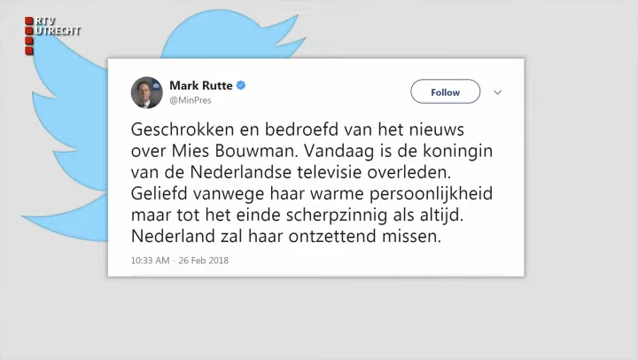 RTV
UTRECHT
Mark Rutte
@MinPres
Follow
Geschrokken en bedroefd van het nieuws
over Mies Bouwman. Vandaag is de koningin
van de Nederlandse televisie overleden.
Geliefd vanwege haar warme persoonlijkheid
maar tot het einde scherpzinnig als altijd.
Nederland zal haar ontzettend missen.
10:33 AM - 26 Feb 2018